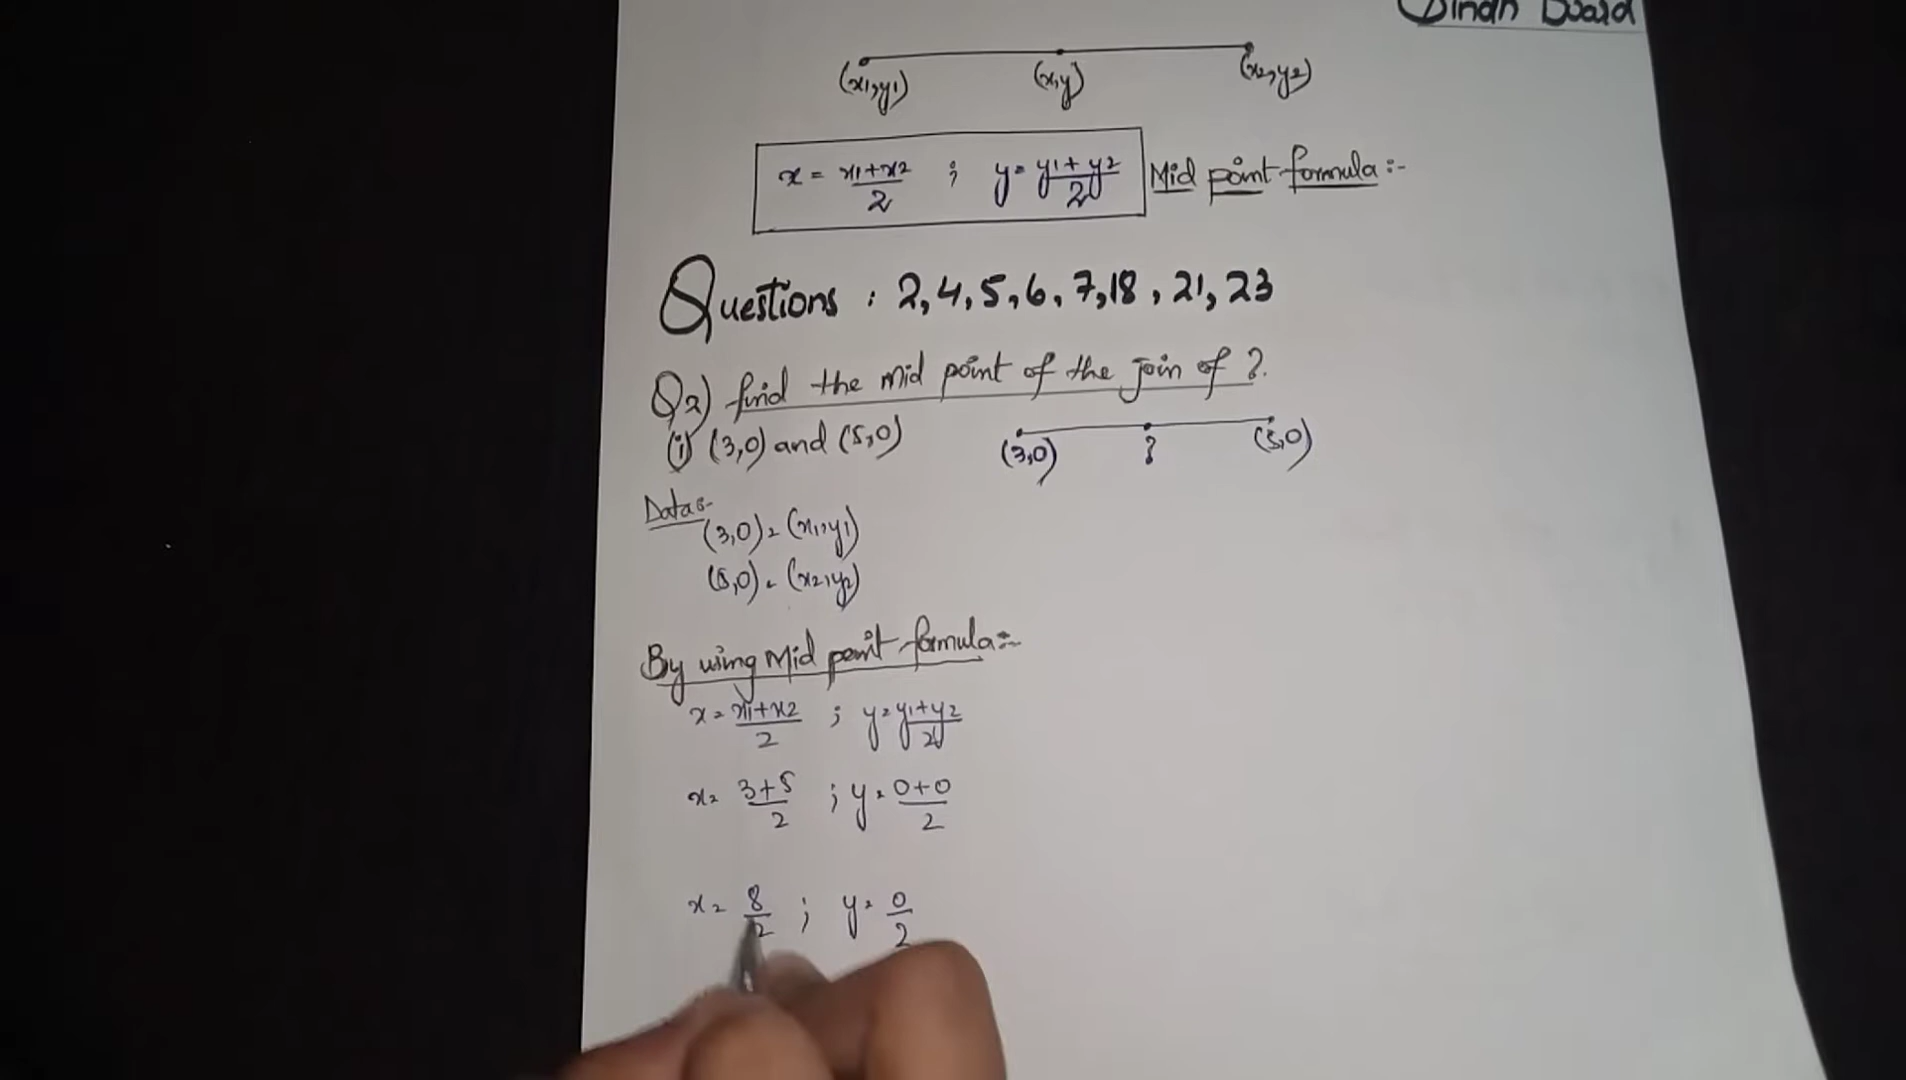 Sindh Board
(x1,y1) (x,y) (x2,y2)
x = x1+x2/2 ; y = y1+y2/2 Mid point formula:-
Questions : 2, 4, 5, 6, 7, 18, 21, 23
Q2) find the mid point of the join of ?
(i) (3,0) and (5,0) (3,0) ? (5,0)
Data:-
(3,0) = (x1,y1)
(5,0) = (x2,y2)
By using Mid point formula:-
x = x1+x2/2 ; y = y1+y2/2
x = 3+5/2 ; y = 0+0/2
x = 8/2 ; y = 0/2